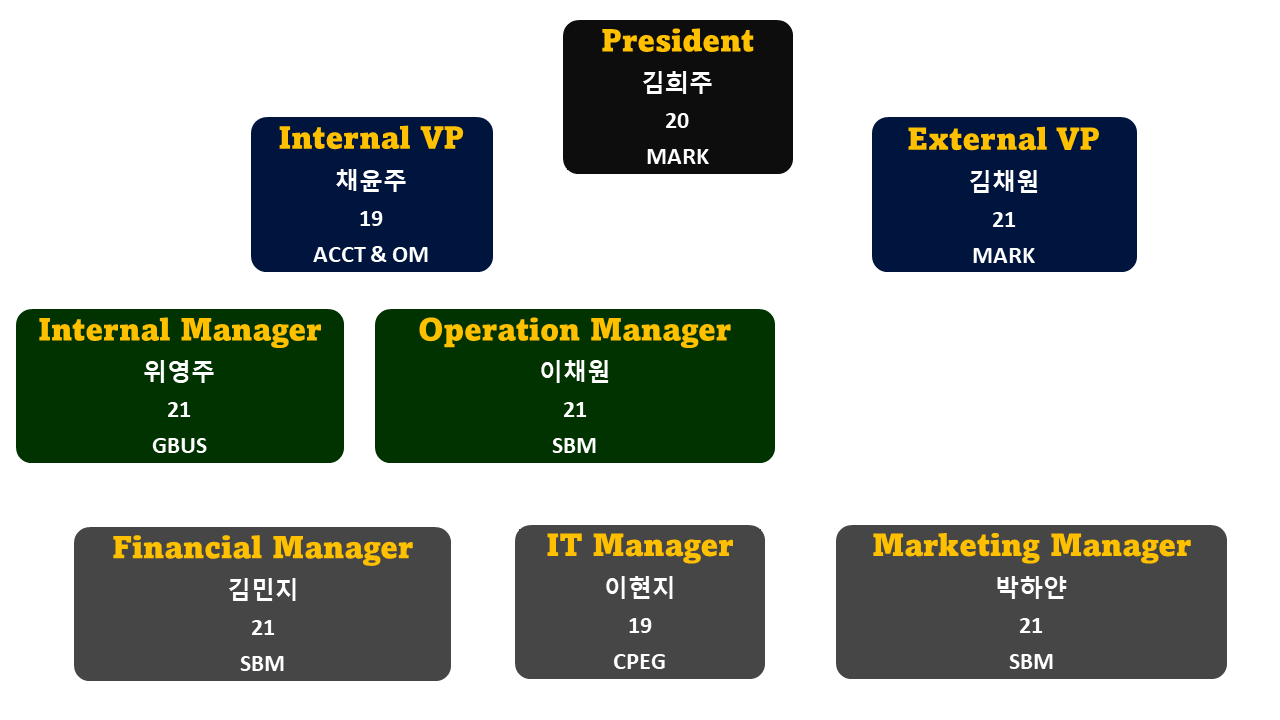 President
김희주
20
MARK
Internal VP
채윤주
19
ACCT & OM
External VP
김채원
21
MARK
Internal Manager
위영주
21
GBUS
Operation Manager
이채원
21
SBM
Financial Manager
김민지
21
SBM
IT Manager
이현지
19
CPEG
Marketing Manager
박하얀
21
SBM